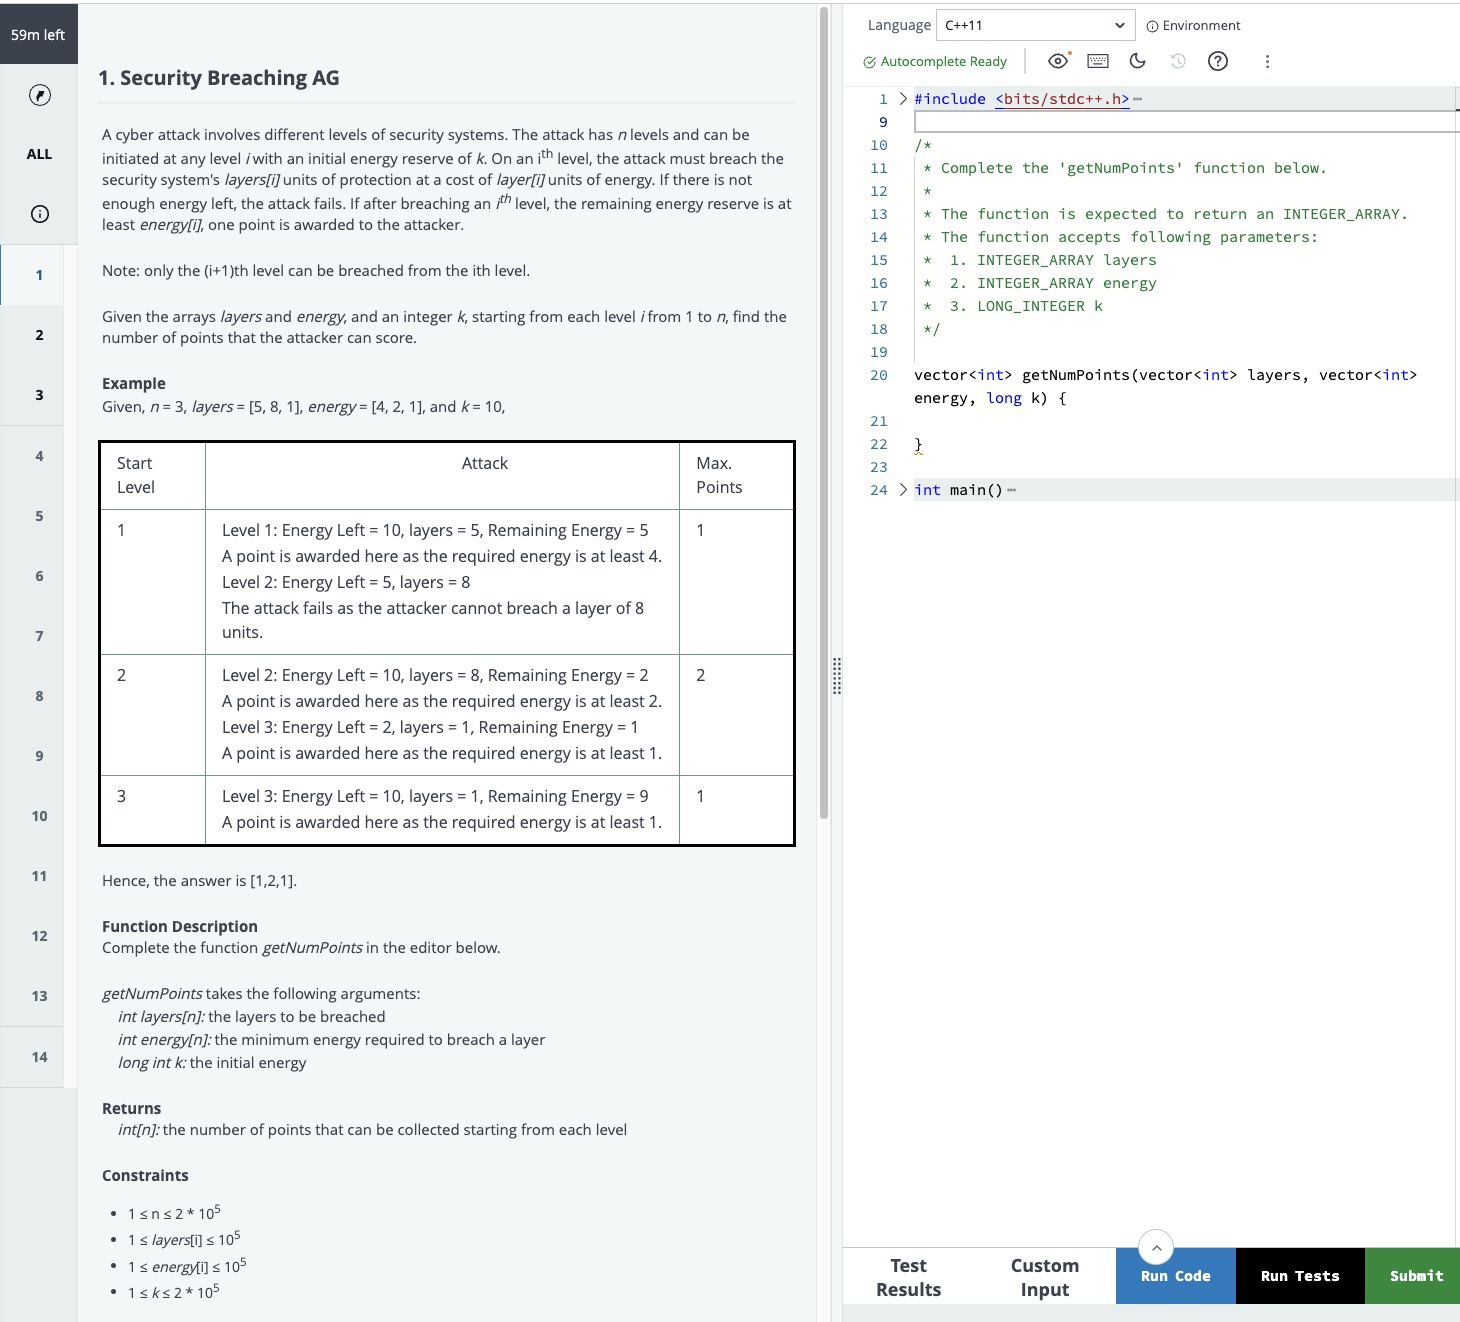 59m left
ALL
1
2
3
4
5
6
7
8
9
10
11
12
13
14
1. Security Breaching AG
A cyber attack involves different levels of security systems. The attack has n levels and can be
initiated at any level i with an initial energy reserve of k. On an ith level, the attack must breach the
security system's layers[i] units of protection at a cost of layer[i] units of energy. If there is not
enough energy left, the attack fails. If after breaching an ith level, the remaining energy reserve is at
least energy[i], one point is awarded to the attacker.
Note: only the (i+1)th level can be breached from the ith level.
Given the arrays layers and energy, and an integer k, starting from each level i from 1 to n, find the
number of points that the attacker can score.
Example
Given, n = 3, layers = [5, 8, 1], energy = [4, 2, 1], and k = 10,
Start
Level
Attack
Max.
Points
1
Level 1: Energy Left = 10, layers = 5, Remaining Energy = 5
A point is awarded here as the required energy is at least 4.
Level 2: Energy Left = 5, layers = 8
The attack fails as the attacker cannot breach a layer of 8
units.
1
2
Level 2: Energy Left = 10, layers = 8, Remaining Energy = 2
A point is awarded here as the required energy is at least 2.
Level 3: Energy Left = 2, layers = 1, Remaining Energy = 1
A point is awarded here as the required energy is at least 1.
2
3
Level 3: Energy Left = 10, layers = 1, Remaining Energy = 9
A point is awarded here as the required energy is at least 1.
1
Hence, the answer is [1,2,1].
Function Description
Complete the function getNumPoints in the editor below.
getNumPoints takes the following arguments:
int layers[n]: the layers to be breached
int energy[n]: the minimum energy required to breach a layer
long int k: the initial energy
Returns
int[n]: the number of points that can be collected starting from each level
Constraints
• 1 ≤ n ≤ 2 * 10^5
• 1 ≤ layers[i] ≤ 10^5
• 1 ≤ energy[i] ≤ 10^5
• 1 ≤ k ≤ 2 * 10^5
Language C++11 Environment
Autocomplete Ready
1 #include <bits/stdc++.h>
9
10 /*
11 * Complete the 'getNumPoints' function below.
12 *
13 * The function is expected to return an INTEGER_ARRAY.
14 * The function accepts following parameters:
15 * 1. INTEGER_ARRAY layers
16 * 2. INTEGER_ARRAY energy
17 * 3. LONG_INTEGER k
18 */
19
20 vector<int> getNumPoints(vector<int> layers, vector<int>
energy, long k) {
21
22 }
23
24 int main()
Test
Results
Custom
Input
Run Code
Run Tests
Submit